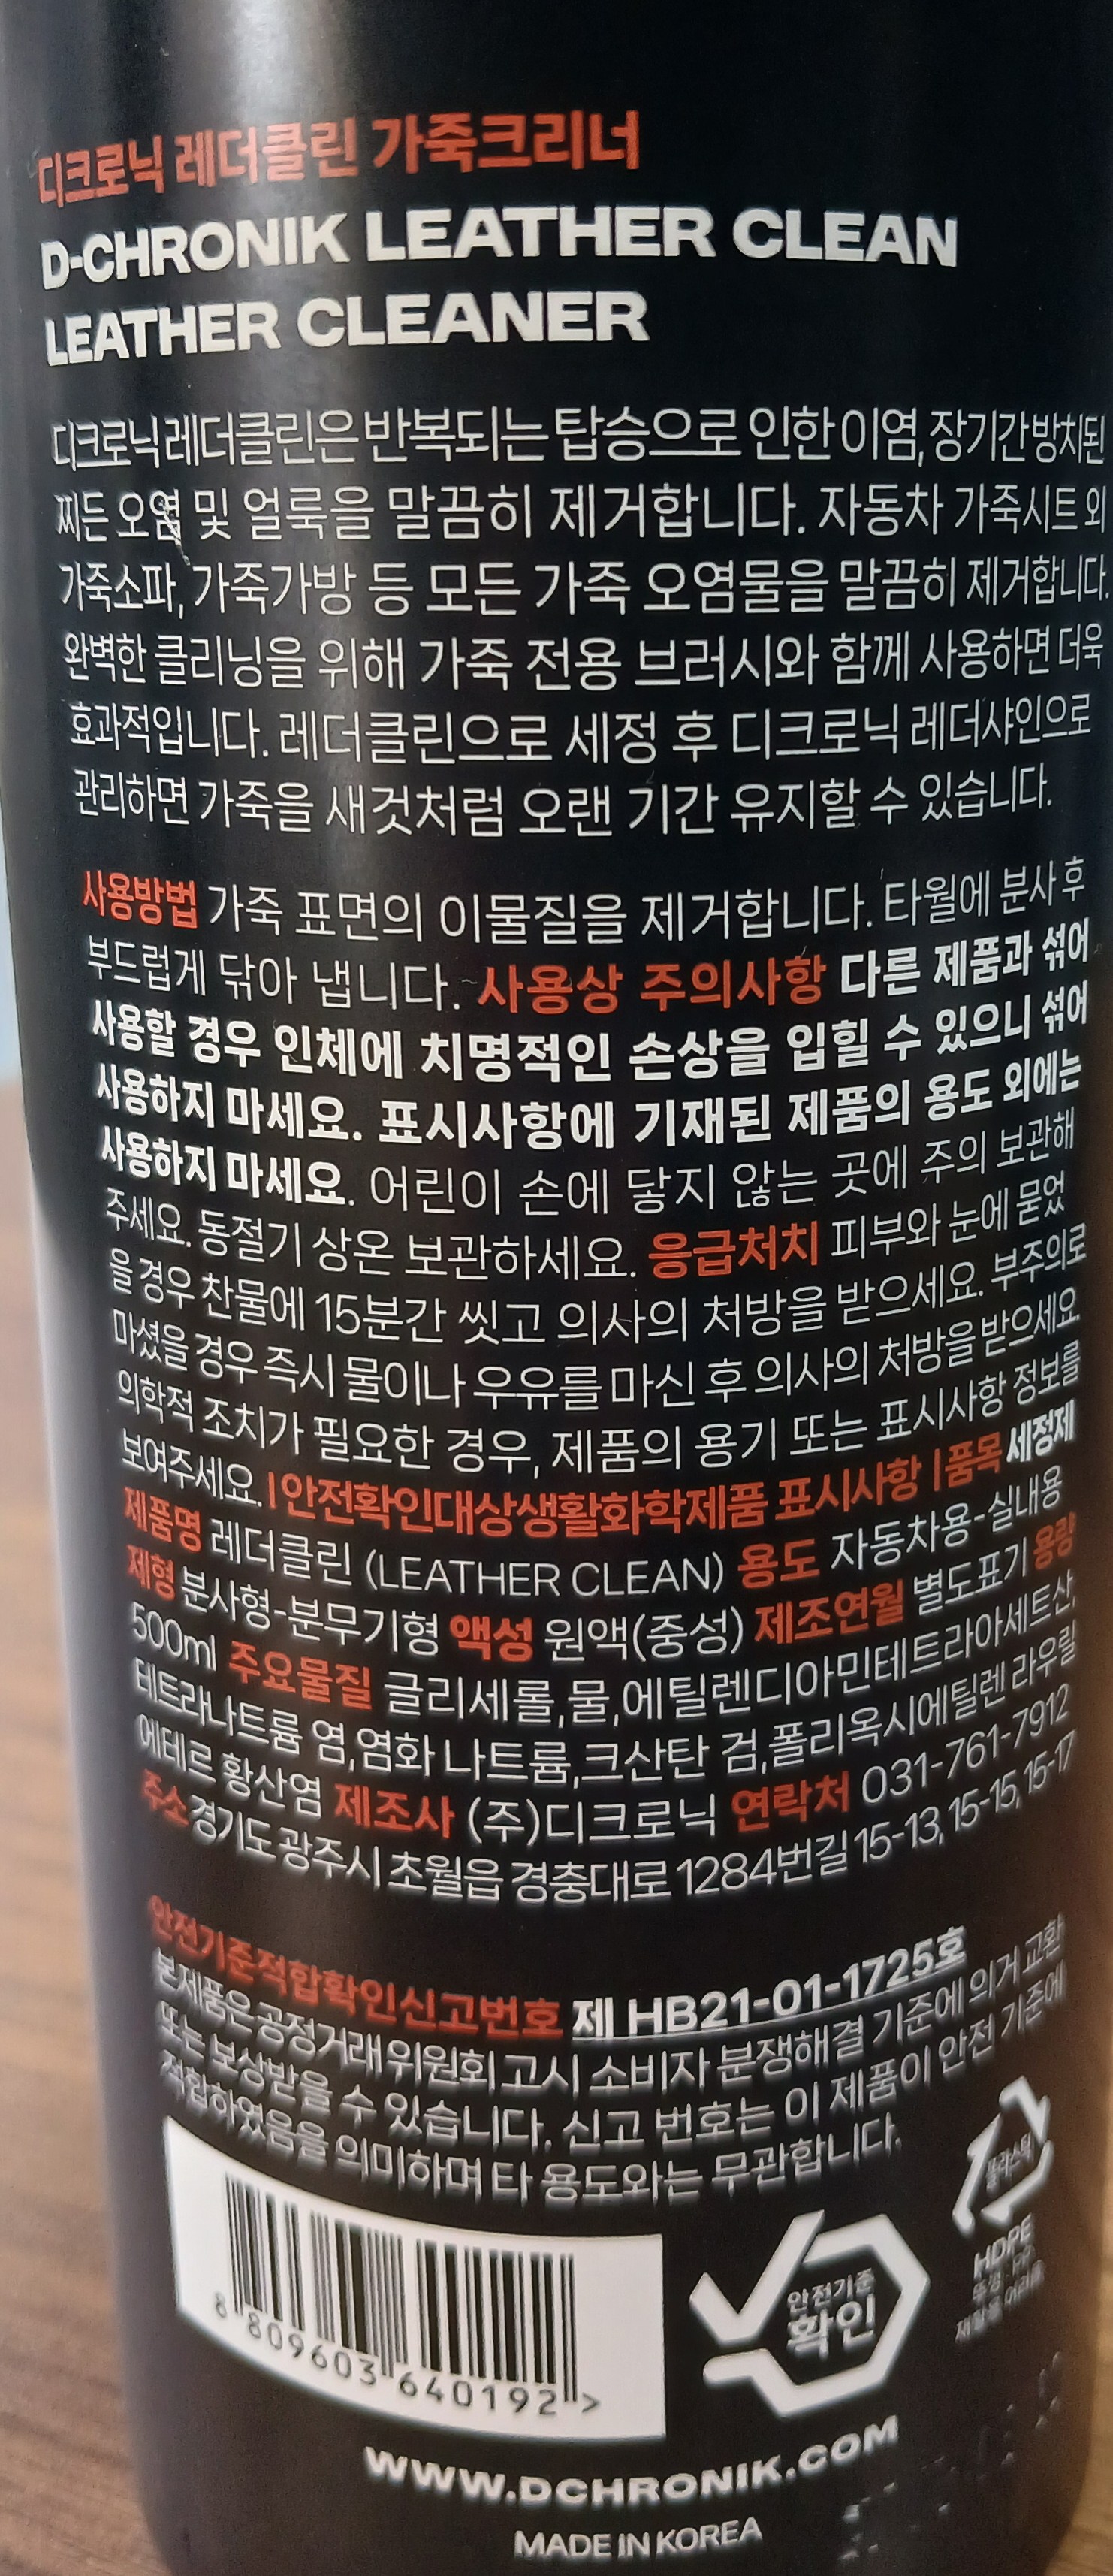 디크로닉 레더클린 가죽크리너
D-CHRONIK LEATHER CLEAN
LEATHER CLEANER
디크로닉 레더클린은 반복되는 탑승으로 인한 이염, 장기간 방치된
찌든 오염 및 얼룩을 말끔히 제거합니다. 자동차 가죽시트 외
가죽소파, 가죽가방 등 모든 가죽 오염물을 말끔히 제거합니다.
완벽한 클리닝을 위해 가죽 전용 브러시와 함께 사용하면 더욱
효과적입니다. 레더클린으로 세정 후 디크로닉 레더샤인으로
관리하면 가죽을 새것처럼 오랜 기간 유지할 수 있습니다.
사용방법 가죽 표면의 이물질을 제거합니다. 타월에 분사 후
부드럽게 닦아 냅니다. 사용상 주의사항 다른 제품과 섞어
사용할 경우 인체에 치명적인 손상을 입힐 수 있으니 섞어
사용하지 마세요. 표시사항에 기재된 제품의 용도 외에는
사용하지 마세요. 어린이 손에 닿지 않는 곳에 주의 보관해
주세요. 동절기 상온 보관하세요. 응급처치 피부와 눈에 묻었
을 경우 찬물에 15분간 씻고 의사의 처방을 받으세요. 부주의로
마셨을 경우 즉시 물이나 우유를 마신 후 의사의 처방을 받으세요.
의학적 조치가 필요한 경우, 제품의 용기 또는 표시사항 정보를
보여주세요. | 안전확인대상생활화학제품 표시사항 | 품목 세정제
제품명 레더클린 (LEATHER CLEAN) 용도 자동차용-실내용
제형 분사형-분무기형 액성 원액(중성) 제조연월 별도표기 용량
500ml 주요물질 글리세롤,물,에틸렌디아민테트라아세트산,
테트라나트륨 염,염화 나트륨,크산탄 검,폴리옥시에틸렌 라우릴
에테르 황산염 제조사 (주)디크로닉 연락처 031-761-7912
주소 경기도 광주시 초월읍 경충대로 1284번길 15-13, 15-15, 15-17
안전기준적합확인신고번호 제 HB21-01-1725호
본제품은 공정거래위원회 고시 소비자 분쟁해결 기준에 의거 교환
또는 보상받을 수 있습니다. 신고 번호는 이 제품이 안전 기준에
적합하였음을 의미하며 타 용도와는 무관합니다.
플라스틱
HDPE
안전기준
확인
8 809603 640192 >
WWW.DCHRONIK.COM
MADE IN KOREA